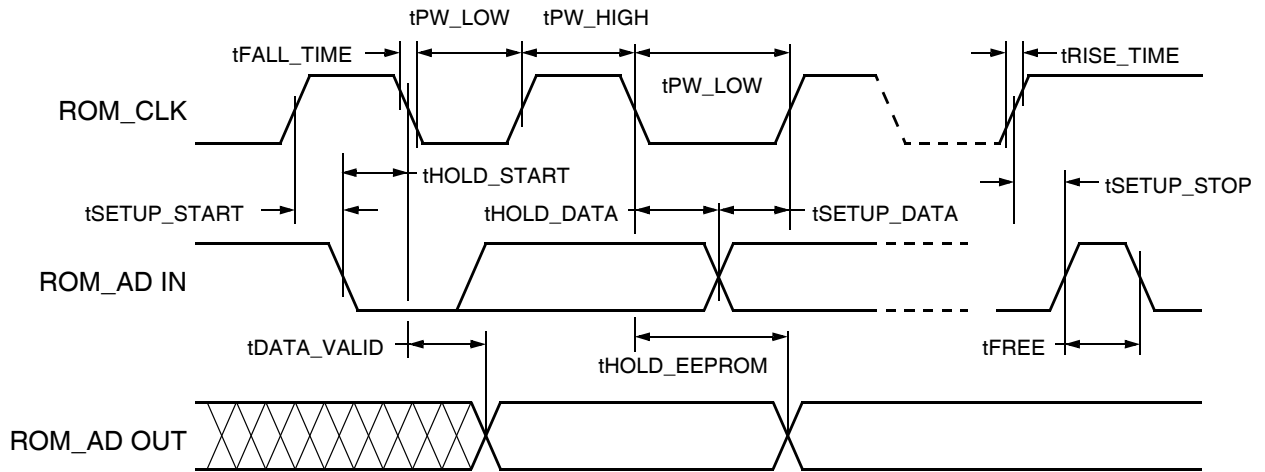 tPW_LOW tPW_HIGH
tFALL_TIME tRISE_TIME
tPW_LOW
ROM_CLK
tHOLD_START
tSETUP_STOP
tSETUP_START tHOLD_DATA tSETUP_DATA
ROM_AD IN
tDATA_VALID tFREE
tHOLD_EEPROM
ROM_AD OUT